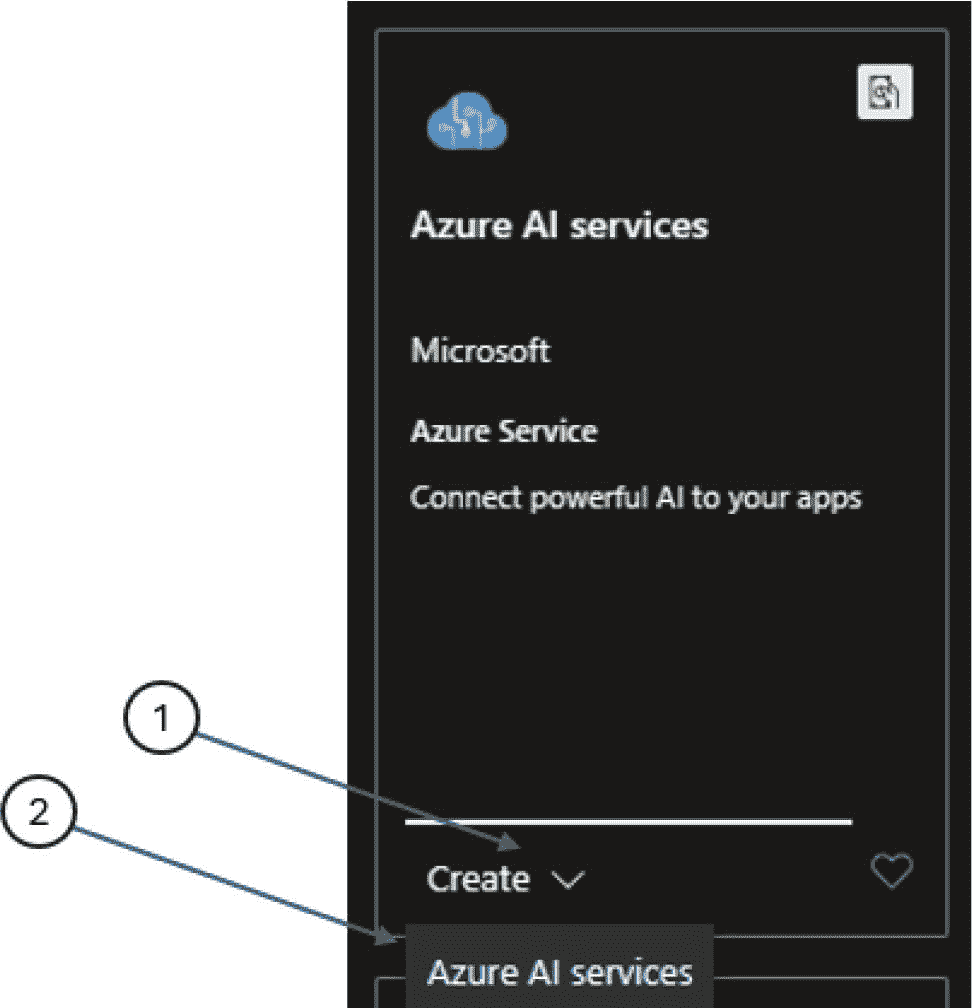 Azure AI services
Microsoft
Azure Service
Connect powerful AI to your apps
1
2
Create
Azure AI services